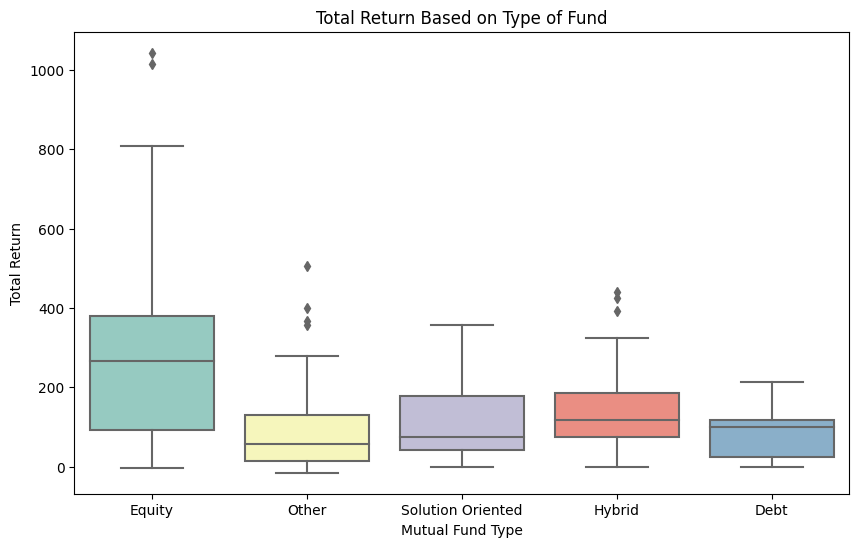 Total Return Based on Type of Fund
Total Return
1000
800
600
400
200
0
Equity
Other
Solution Oriented
Hybrid
Debt
Mutual Fund Type